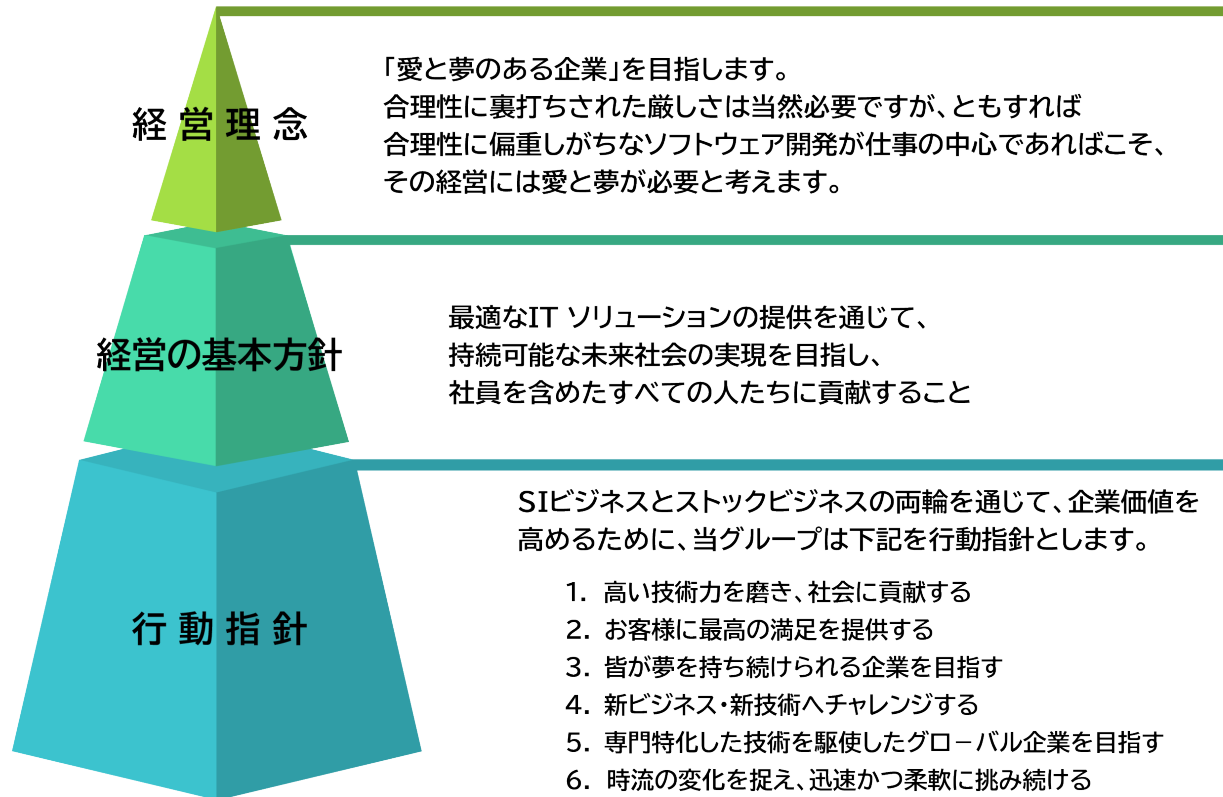 経営理念
「愛と夢のある企業」を目指します。
合理性に裏打ちされた厳しさは当然必要ですが、ともすれば
合理性に偏重しがちなソフトウェア開発が仕事の中心であればこそ、
その経営には愛と夢が必要と考えます。
経営の基本方針
最適なIT ソリューションの提供を通じて、
持続可能な未来社会の実現を目指し、
社員を含めたすべての人たちに貢献すること
行動指針
SIビジネスとストックビジネスの両輪を通じて、企業価値を
高めるために、当グループは下記を行動指針とします。
1. 高い技術力を磨き、社会に貢献する
2. お客様に最高の満足を提供する
3. 皆が夢を持ち続けられる企業を目指す
4. 新ビジネス・新技術へチャレンジする
5. 専門特化した技術を駆使したグロ－バル企業を目指す
6. 時流の変化を捉え、迅速かつ柔軟に挑み続ける